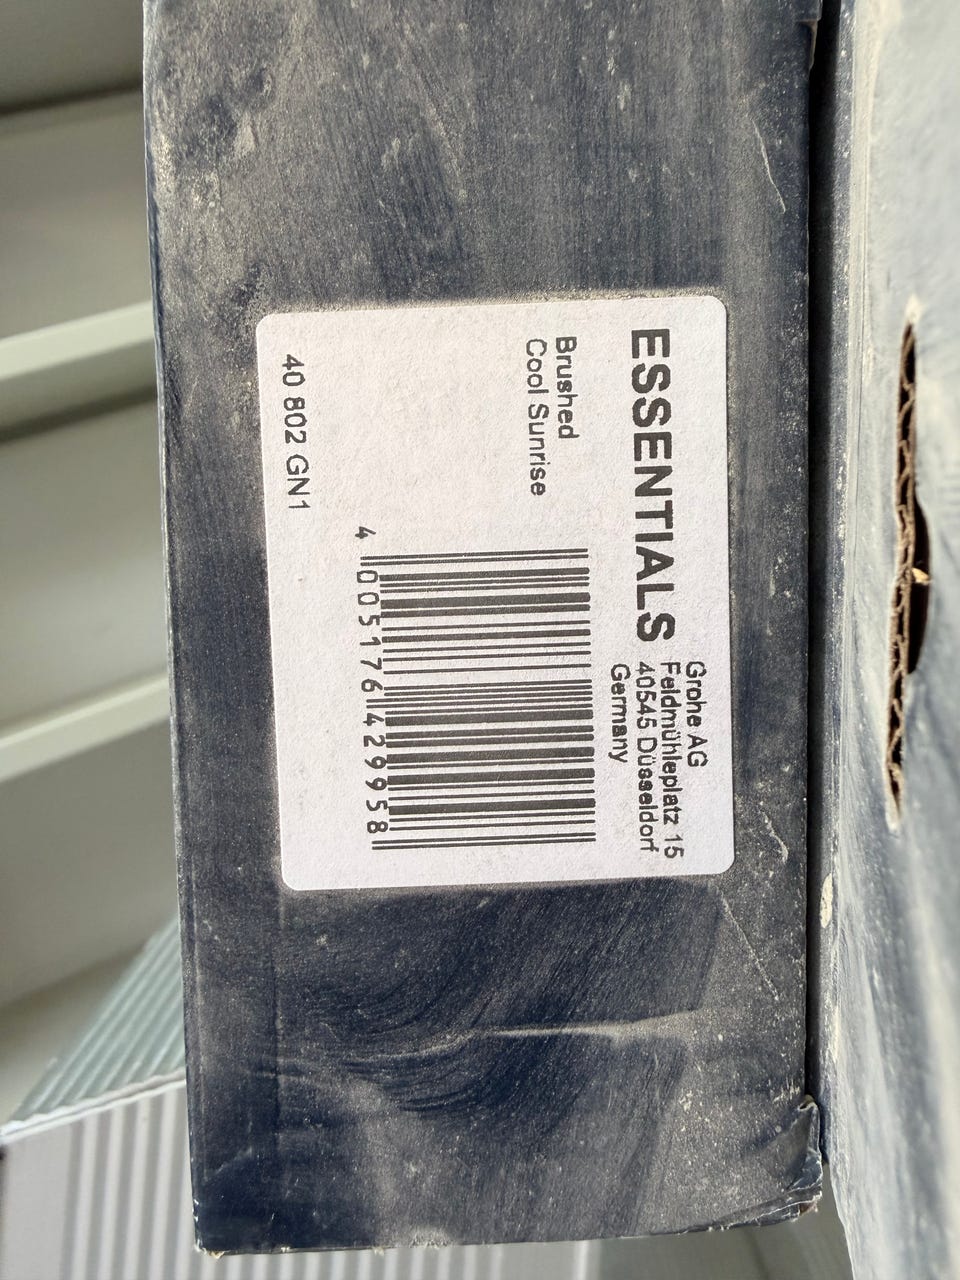 ESSENTIALS
Grohe AG
Feldmühleplatz 15
40545 Düsseldorf
Germany
Brushed
Cool Sunrise
4 005176 429958
40 802 GN1